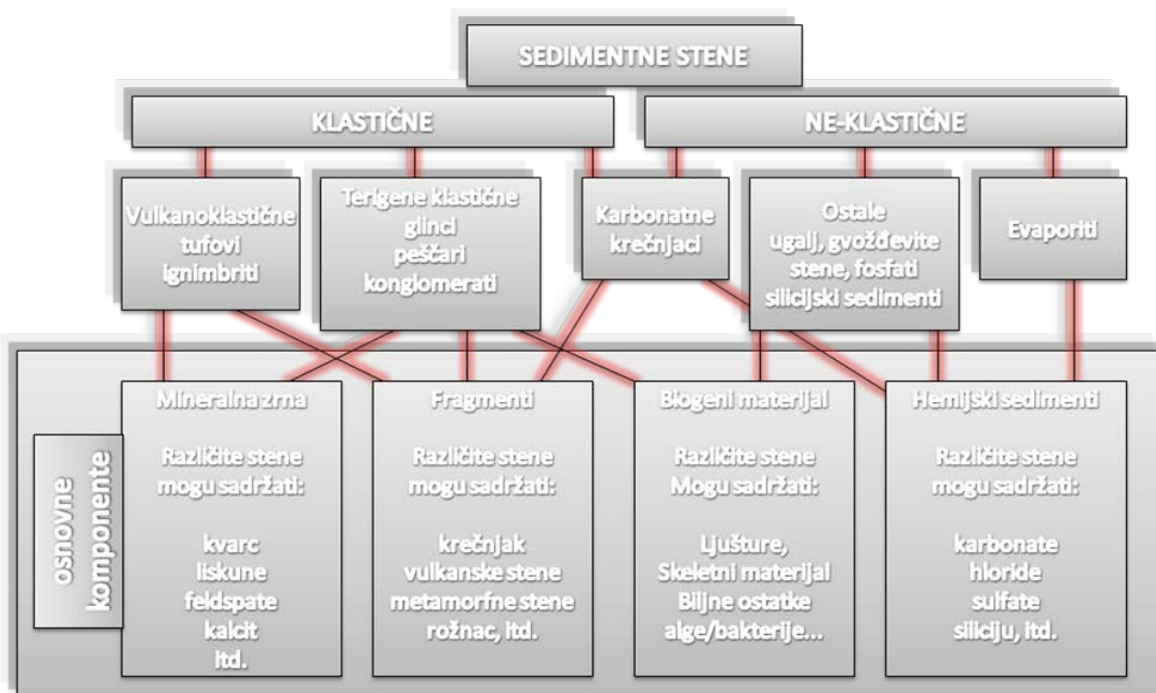 SEDIMENTNE STENE
KLASTIČNE
NE-KLASTIČNE
Vulkanoklastične
tufovi
ignimbriti
Terigene klastične
glinci
peščari
konglomerati
Karbonatne
krečnjaci
Ostale
ugalj, gvožđevite
stene, fosfati
silicijski sedimenti
Evaporiti
osnovne
komponente
Mineralna zrna
Različite stene
mogu sadržati:
kvarc
liskune
feldspate
kalcit
itd.
Fragmenti
Različite stene
mogu sadržati:
krečnjak
vulkanske stene
metamorfne stene
rožnac, itd.
Biogeni materijal
Različite stene
Mogu sadržati:
Ljušture,
Skeletni materijal
Biljne ostatke
alge/bakterije...
Hemijski sedimenti
Različite stene
mogu sadržati:
karbonate
hloride
sulfate
siliciju, itd.